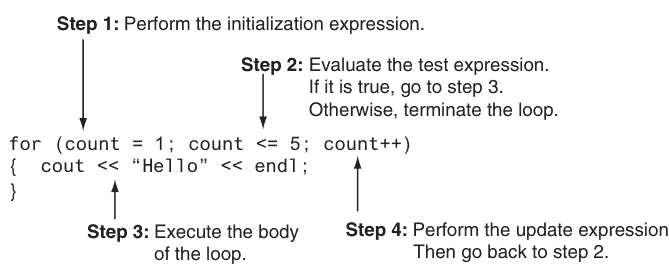 Step 1: Perform the initialization expression.
Step 2: Evaluate the test expression.
If it is true, go to step 3.
Otherwise, terminate the loop.
for (count = 1; count <= 5; count++)
{  cout << “Hello” << endl;
}
Step 3: Execute the body
of the loop.
Step 4: Perform the update expression
Then go back to step 2.